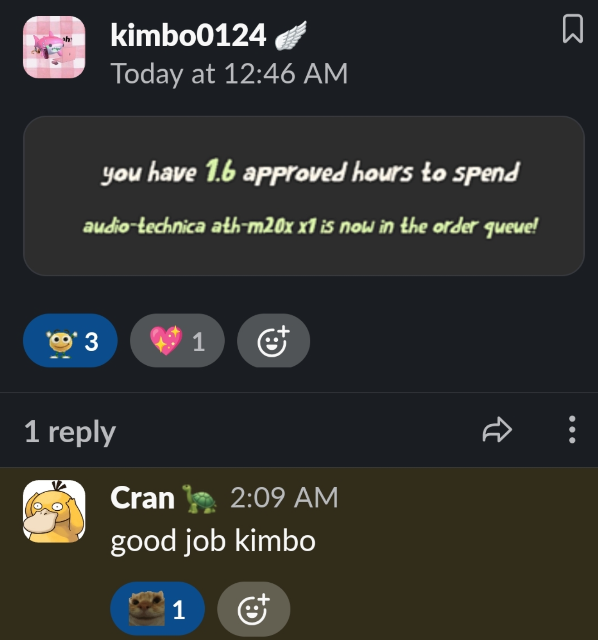 kimbo0124
Today at 12:46 AM
you have 1.6 approved hours to spend
audio-technica ath-m20x x1 is now in the order queue!
3
1
1 reply
Cran 2:09 AM
good job kimbo
1